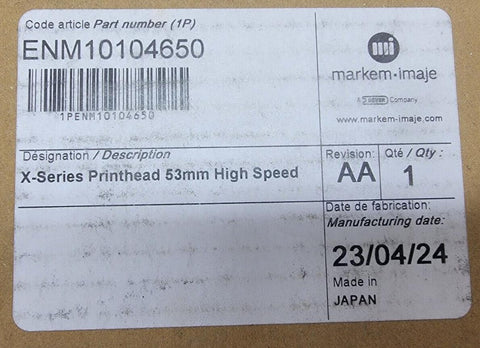 Code article Part number (1P)
ENM10104650
1PENM10104650
mi
markem-imaje
A DOVER Company
www.markem-imaje.com
Désignation / Description
X-Series Printhead 53mm High Speed
Revision:
AA
Qté / Qty :
1
Date de fabrication:
Manufacturing date:
23/04/24
Made in
JAPAN